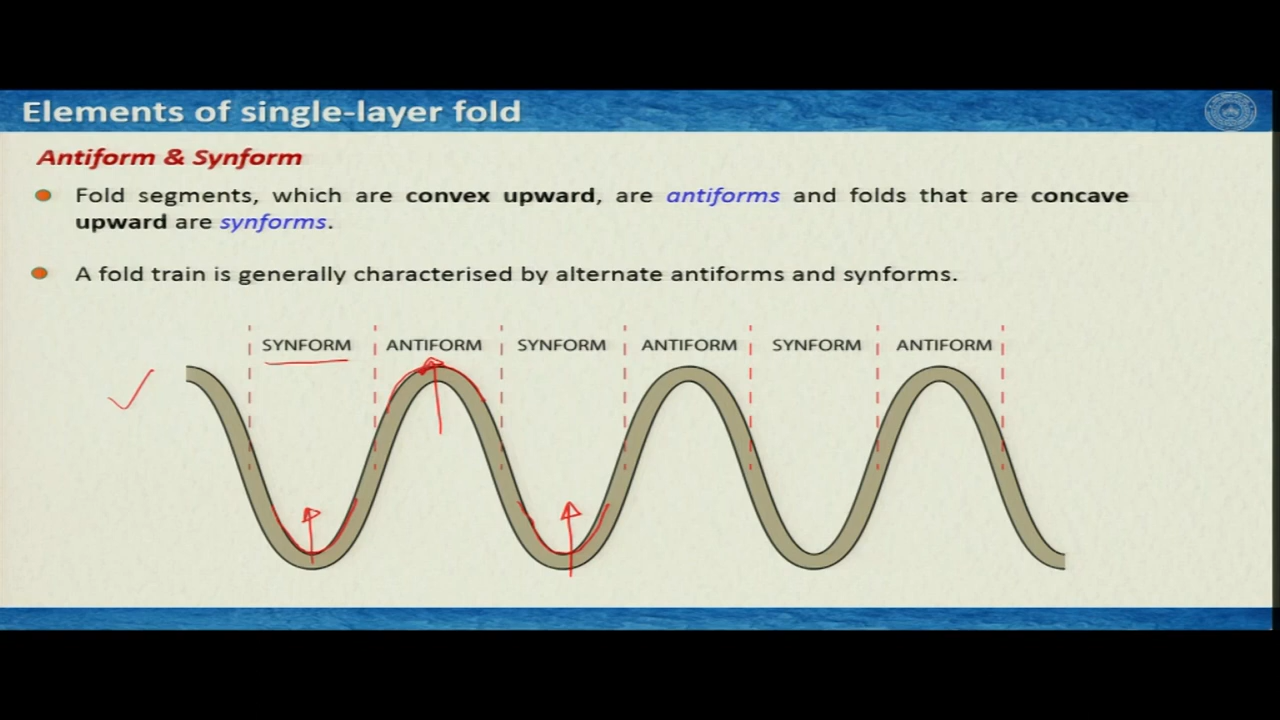 Elements of single-layer fold
Antiform & Synform
Fold segments, which are convex upward, are antiforms and folds that are concave
upward are synforms.
A fold train is generally characterised by alternate antiforms and synforms.
SYNFORM ANTIFORM SYNFORM ANTIFORM SYNFORM ANTIFORM